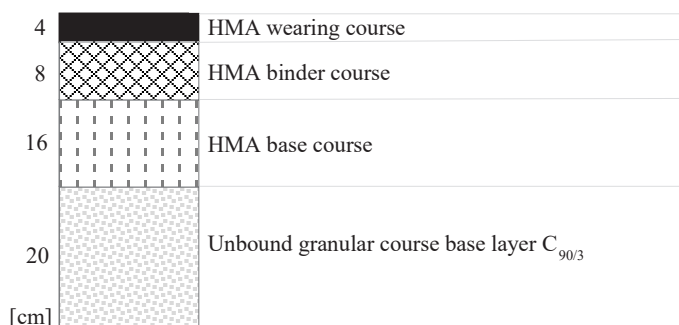 4 HMA wearing course
8 HMA binder course
16 HMA base course
20 Unbound granular course base layer C90/3
[cm]